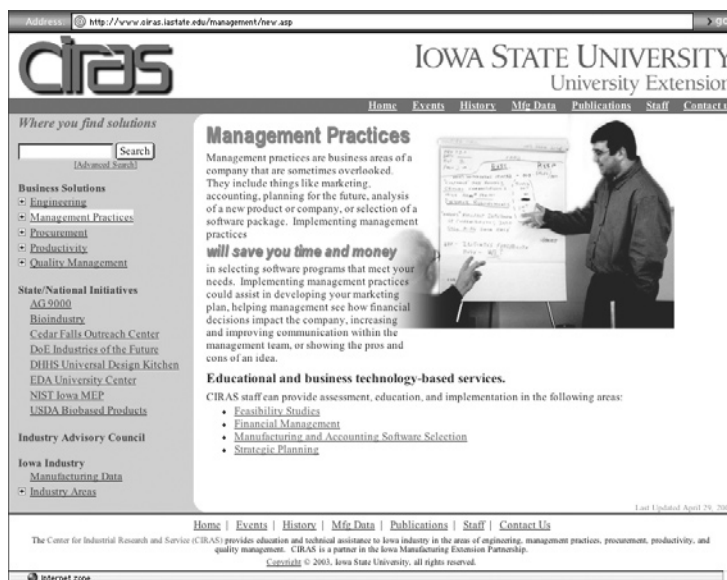 Address: http://www.ciras.iastate.edu/management/new.asp
ciras
IOWA STATE UNIVERSITY
University Extension
Home Events History Mfg Data Publications Staff Contact
Where you find solutions
Search
[Advanced Search]
Business Solutions
Engineering
Management Practices
Procurement
Productivity
Quality Management
State/National Initiatives
AG 9000
Bioindustry
Cedar Falls Outreach Center
DoE Industries of the Future
DHHS Universal Design Kitchen
EDA University Center
NIST Iowa MEP
USDA Biobased Products
Industry Advisory Council
Iowa Industry
Manufacturing Data
Industry Areas
Management Practices
Management practices are business areas of a
company that are sometimes overlooked.
They include things like marketing,
accounting, planning for the future, analysis
of a new product or company, or selection of a
software package. Implementing management
practices
will save you time and money
in selecting software programs that meet your
needs. Implementing management practices
could assist in developing your marketing
plan, helping management see how financial
decisions impact the company, increasing
and improving communication within the
management team, or showing the pros and
cons of an idea.
Educational and business technology-based services.
CIRAS staff can provide assessment, education, and implementation in the following areas:
Feasibility Studies
Financial Management
Manufacturing and Accounting Software Selection
Strategic Planning
Last Updated April 29,
Home | Events | History | Mfg Data | Publications | Staff | Contact Us
The Center for Industrial Research and Service (CIRAS) provides education and technical assistance to Iowa industry in the areas of engineering, management practices, procurement, productivity, and
quality management. CIRAS is a partner in the Iowa Manufacturing Extension Partnership.
Copyright © 2003, Iowa State University, all rights reserved.
Internet zone